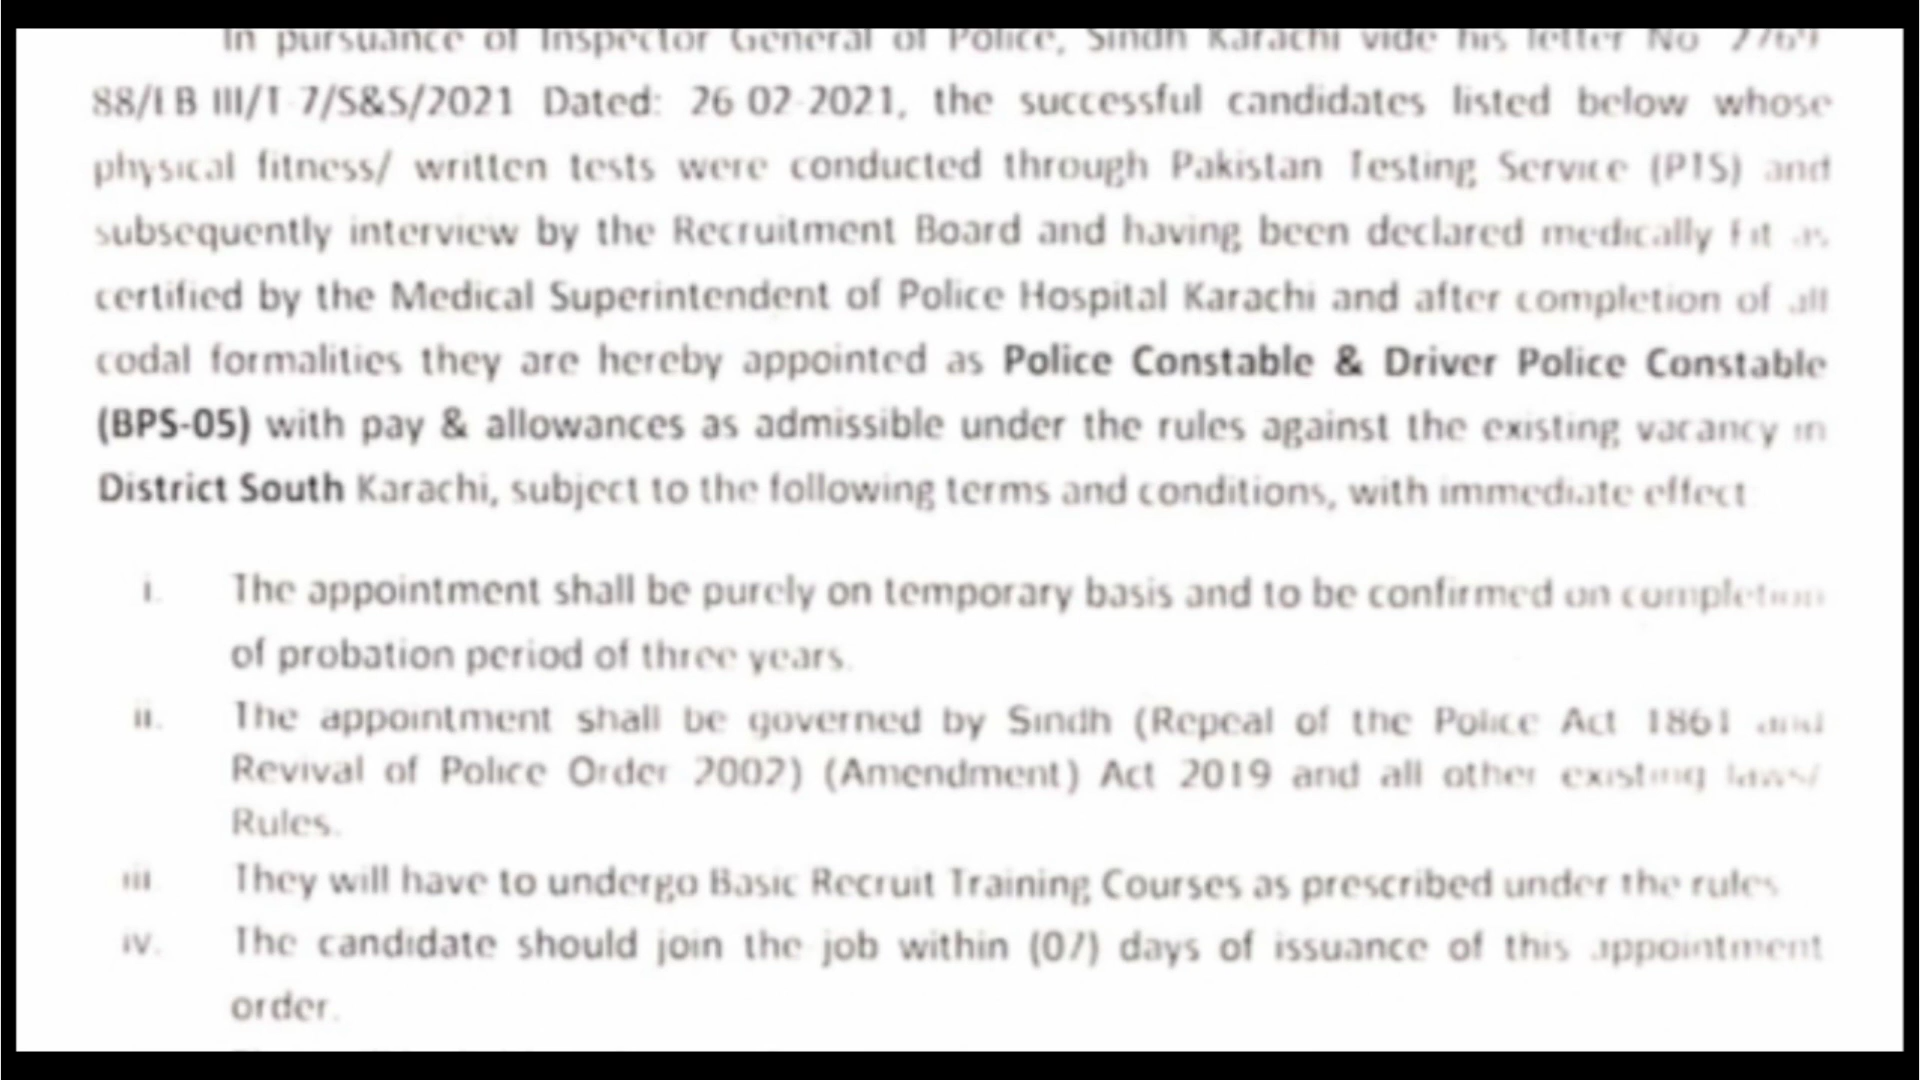 In pursuance of Inspector General of Police, Sindh Karachi vide his letter No 7769
88/E B III/T 7/S&S/2021 Dated: 26 02 2021, the successful candidates listed below whose
physical fitness/ written tests were conducted through Pakistan Testing Service (PTS) and
subsequently interview by the Recruitment Board and having been declared medically fit as
certified by the Medical Superintendent of Police Hospital Karachi and after completion of all
codal formalities they are hereby appointed as Police Constable & Driver Police Constable
(BPS-05) with pay & allowances as admissible under the rules against the existing vacancy in
District South Karachi, subject to the following terms and conditions, with immediate effect
i. The appointment shall be purely on temporary basis and to be confirmed on completion
of probation period of three years.
ii. The appointment shall be governed by Sindh (Repeal of the Police Act 1861 and
Revival of Police Order 2002) (Amendment) Act 2019 and all other existing laws/
Rules.
iii They will have to undergo Basic Recruit Training Courses as prescribed under the rules
iv. The candidate should join the job within (07) days of issuance of this appointment
order.